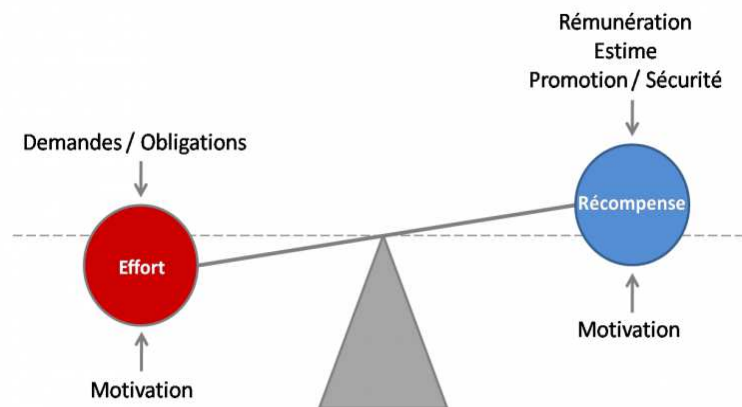 Rémunération
Estime
Promotion / Sécurité
Demandes / Obligations
Récompense
Effort
Motivation
Motivation